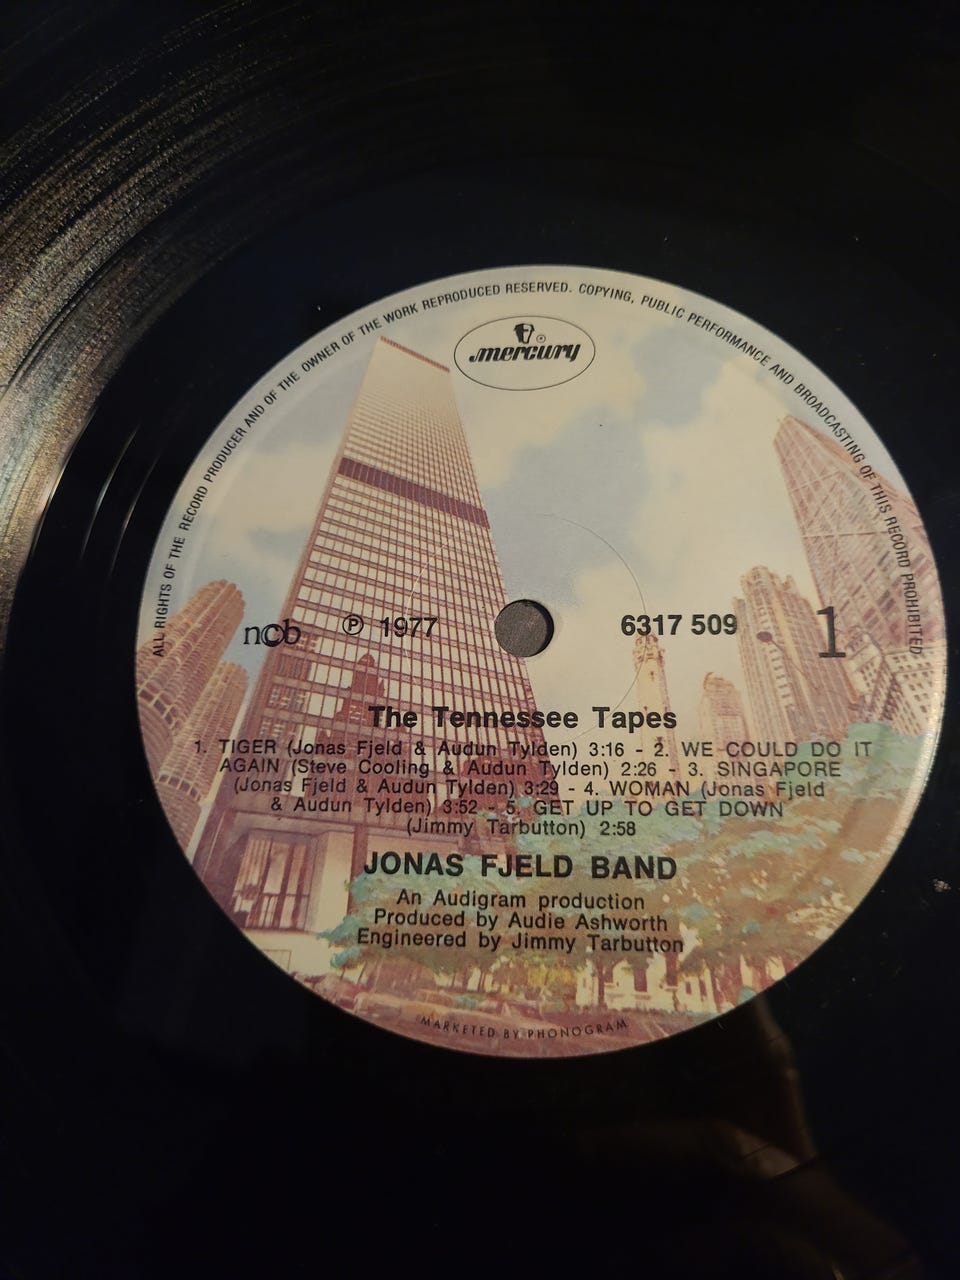 ALL RIGHTS OF THE RECORD PRODUCER AND OF THE OWNER OF THE WORK REPRODUCED RESERVED. COPYING, PUBLIC PERFORMANCE AND BROADCASTING OF THIS RECORD PROHIBITED
mercury ®
ncb ℗ 1977 6317 509 1
The Tennessee Tapes
1. TIGER (Jonas Fjeld & Audun Tylden) 3:16 - 2. WE COULD DO IT
AGAIN (Steve Cooling & Audun Tylden) 2:26 - 3. SINGAPORE
(Jonas Fjeld & Audun Tylden) 3:29 - 4. WOMAN (Jonas Fjeld
& Audun Tylden) 3:52 - 5. GET UP TO GET DOWN
(Jimmy Tarbutton) 2:58
JONAS FJELD BAND
An Audigram production
Produced by Audie Ashworth
Engineered by Jimmy Tarbutton
MARKETED BY PHONOGRAM